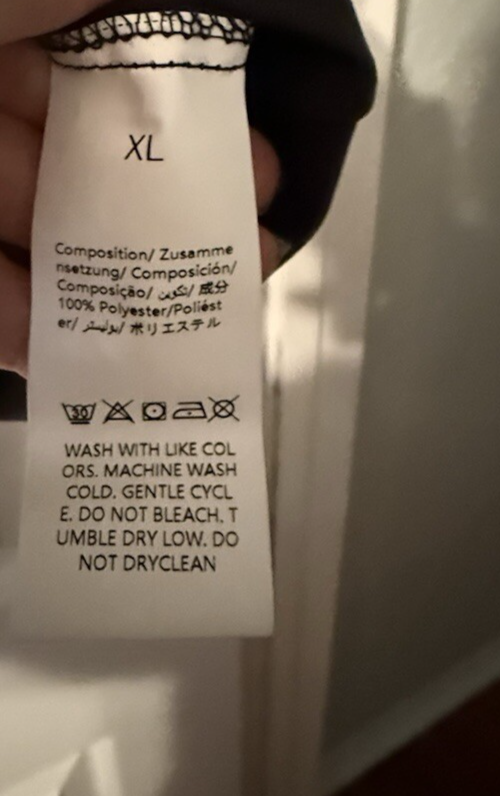 XL
Composition/ Zusamme
nsetzung/ Composición/
Composição/ تكوين/ 成分
100% Polyester/Poliést
er/ بوليستر/ ポリエステル
30
WASH WITH LIKE COL
ORS. MACHINE WASH
COLD. GENTLE CYCL
E. DO NOT BLEACH. T
UMBLE DRY LOW. DO
NOT DRYCLEAN